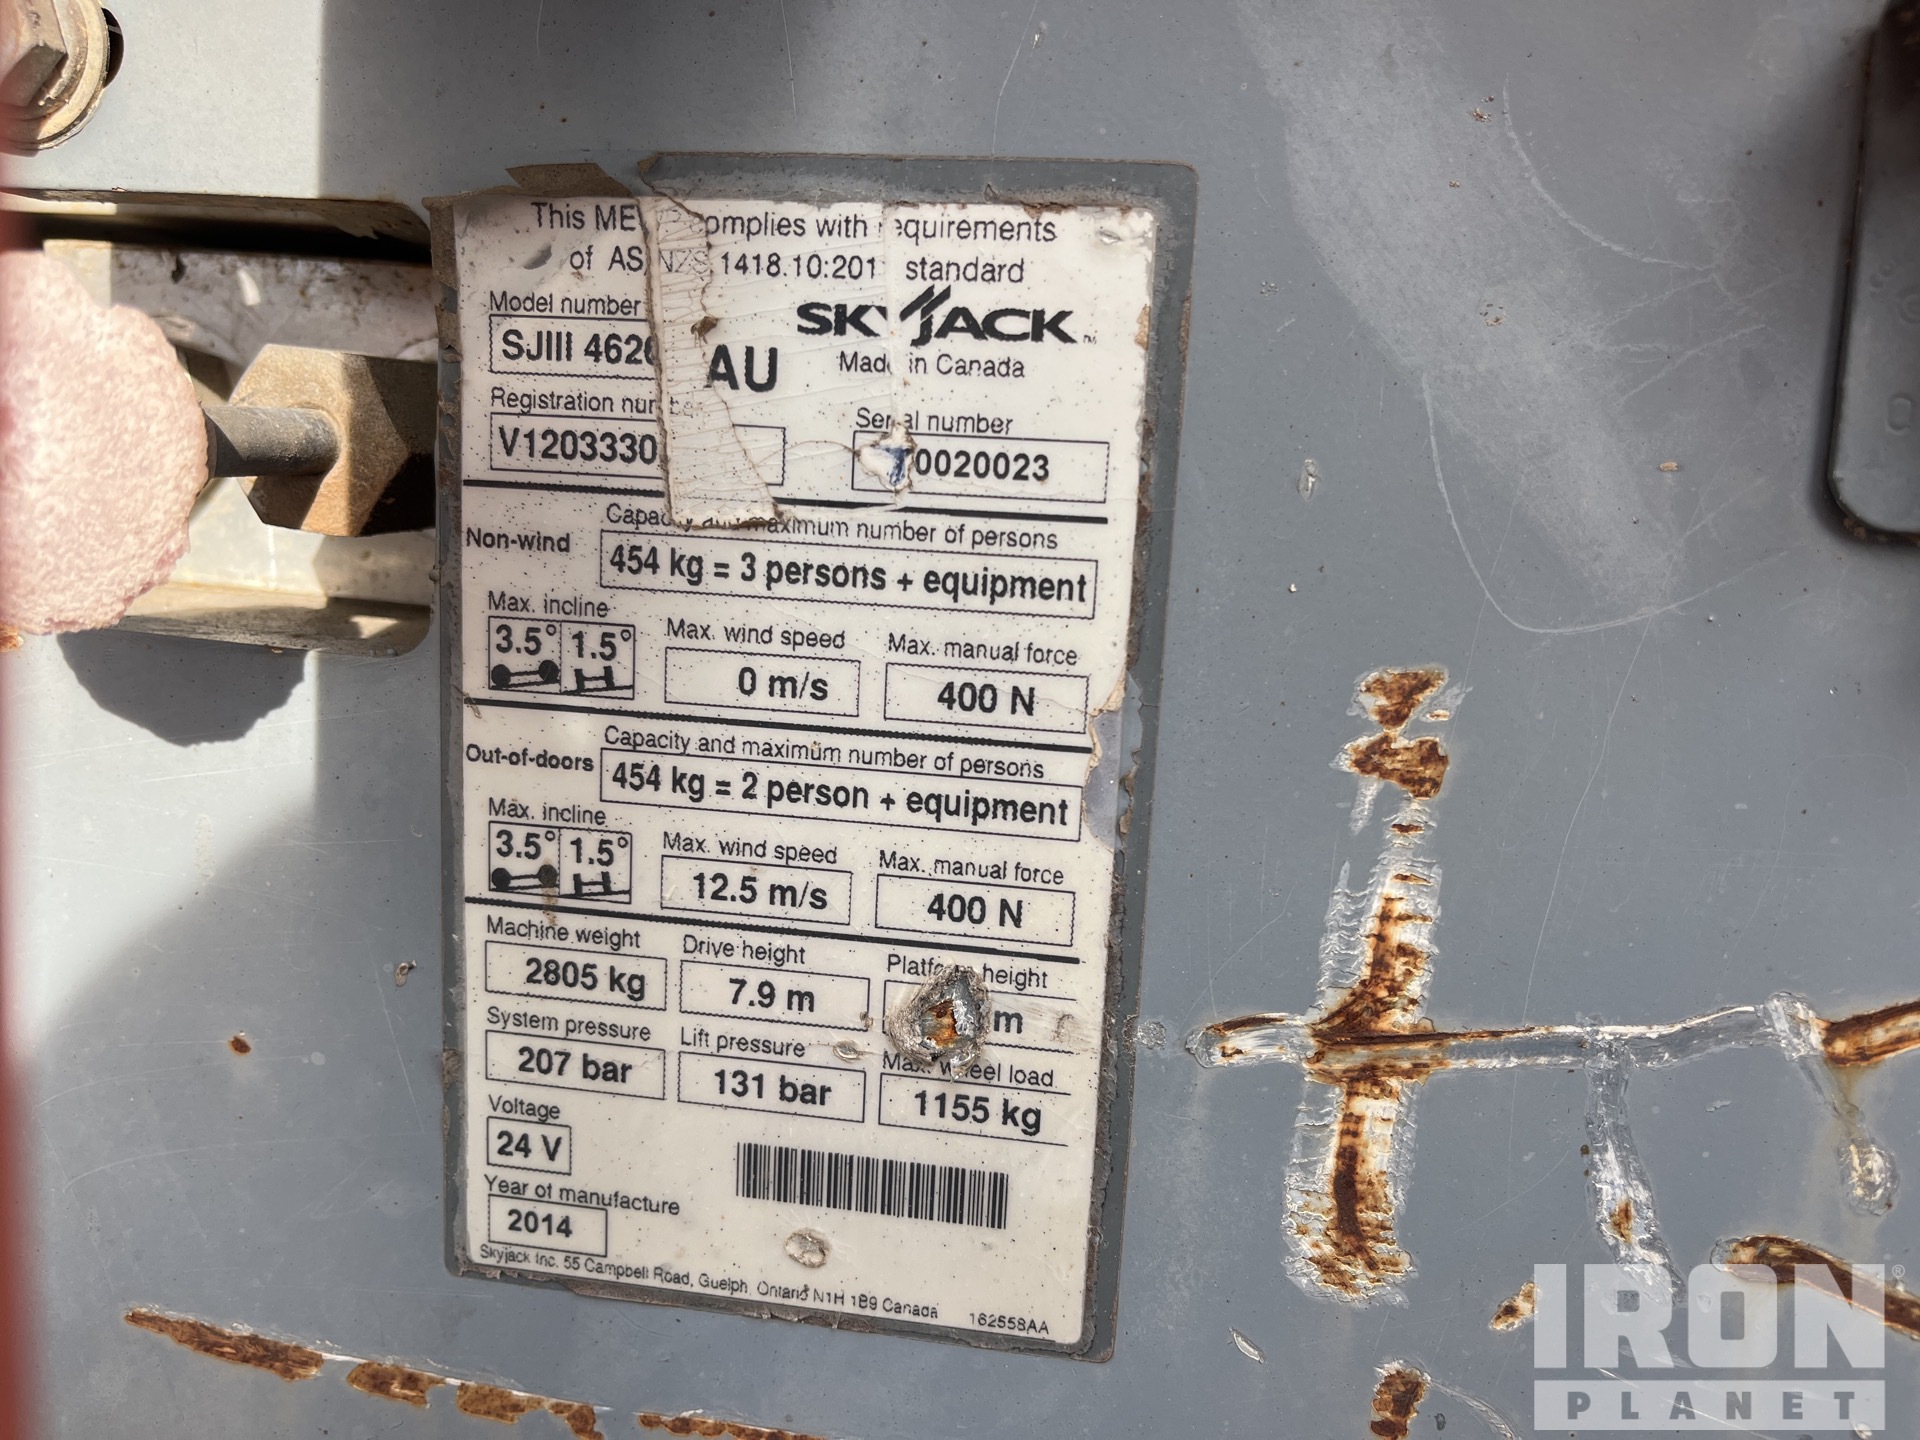 This complies with requirements
of 1418.10:201 standard
Model number
SJIII
AU
SKYJACK
Made in Canada
Registration number
V1203330
Serial number
0020023
Non-wind
Capacity and maximum number of persons
454 kg = 3 persons + equipment
Max. incline
3.5° 1.5°
Max. wind speed
0 m/s
Max. manual force
400 N
Out-of-doors
Capacity and maximum number of persons
454 kg = 2 person + equipment
Max. incline
3.5° 1.5°
Max. wind speed
12.5 m/s
Max. manual force
400 N
Machine weight
2805 kg
Drive height
7.9 m
Platform height
m
System pressure
207 bar
Lift pressure
131 bar
Max. wheel load
1155 kg
Voltage
24 V
Year of manufacture
2014
Skyjack Inc. 55 Campbell Road, Guelph, Ontario N1H 1B9 Canada
162558AA
IRON
PLANET